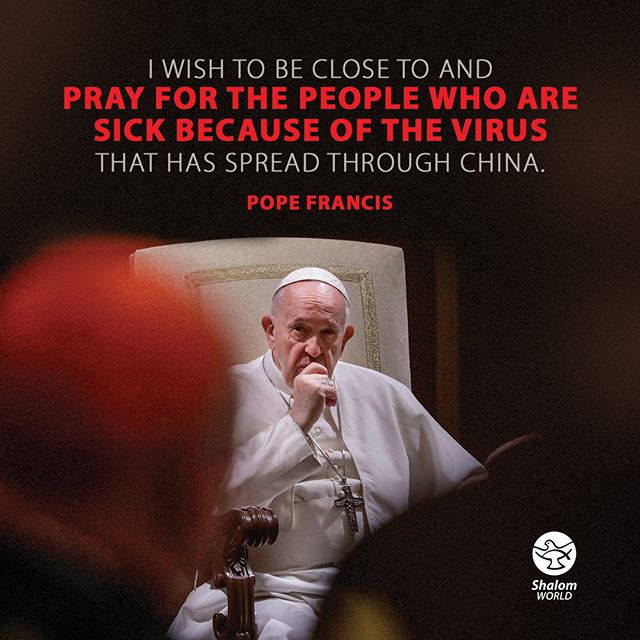 I WISH TO BE CLOSE TO AND
PRAY FOR THE PEOPLE WHO ARE
SICK BECAUSE OF THE VIRUS
THAT HAS SPREAD THROUGH CHINA.
POPE FRANCIS
Shalom
WORLD